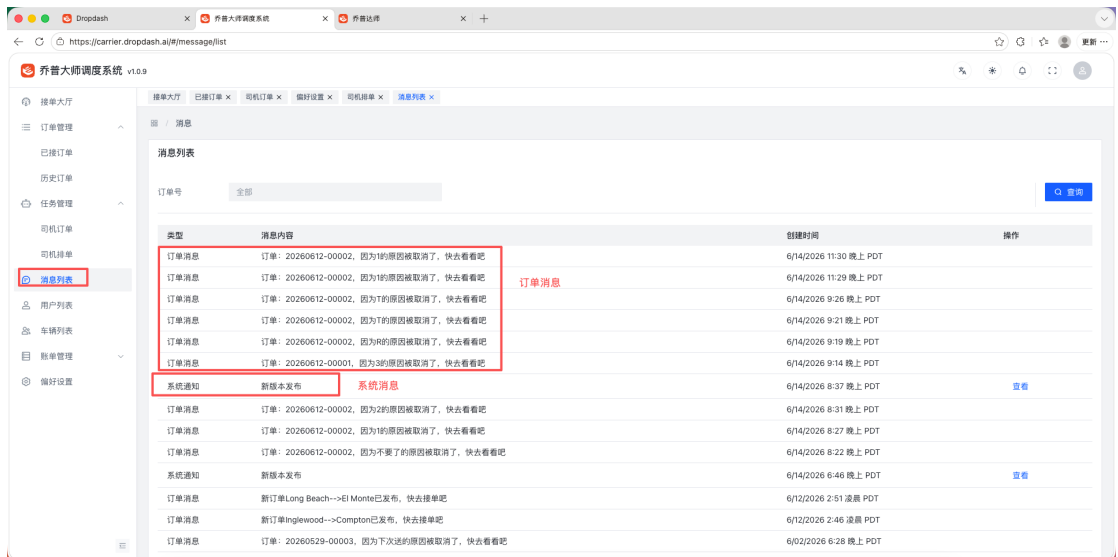 Dropdash
乔普大师调度系统
乔普达师
https://carrier.dropdash.ai/#/message/list
更新
乔普大师调度系统 v1.0.9
接单大厅 已接订单 × 司机订单 × 偏好设置 × 司机排单 × 消息列表 ×
接单大厅
订单管理
已接订单
历史订单
任务管理
司机订单
司机排单
消息列表
用户列表
车辆列表
账单管理
偏好设置
消息
消息列表
订单号 全部 查询
类型 消息内容 创建时间 操作
订单消息 订单：20260612-00002，因为1的原因被取消了，快去看看吧 6/14/2026 11:30 晚上 PDT
订单消息 订单：20260612-00002，因为1的原因被取消了，快去看看吧 6/14/2026 11:29 晚上 PDT
订单消息
订单消息 订单：20260612-00002，因为T的原因被取消了，快去看看吧 6/14/2026 9:26 晚上 PDT
订单消息 订单：20260612-00002，因为T的原因被取消了，快去看看吧 6/14/2026 9:21 晚上 PDT
订单消息 订单：20260612-00002，因为R的原因被取消了，快去看看吧 6/14/2026 9:19 晚上 PDT
订单消息 订单：20260612-00001，因为3的原因被取消了，快去看看吧 6/14/2026 9:14 晚上 PDT
系统通知 新版本发布 系统消息 6/14/2026 8:37 晚上 PDT 查看
订单消息 订单：20260612-00002，因为2的原因被取消了，快去看看吧 6/14/2026 8:31 晚上 PDT
订单消息 订单：20260612-00002，因为1的原因被取消了，快去看看吧 6/14/2026 8:27 晚上 PDT
订单消息 订单：20260612-00002，因为不要了的原因被取消了，快去看看吧 6/14/2026 8:22 晚上 PDT
系统通知 新版本发布 6/14/2026 6:46 晚上 PDT 查看
订单消息 新订单Long Beach-->El Monte已发布，快去接单吧 6/12/2026 2:51 凌晨 PDT
订单消息 新订单Inglewood-->Compton已发布，快去接单吧 6/12/2026 2:46 凌晨 PDT
订单消息 订单：20260529-00003，因为下次送的原因被取消了，快去看看吧 6/02/2026 6:28 晚上 PDT